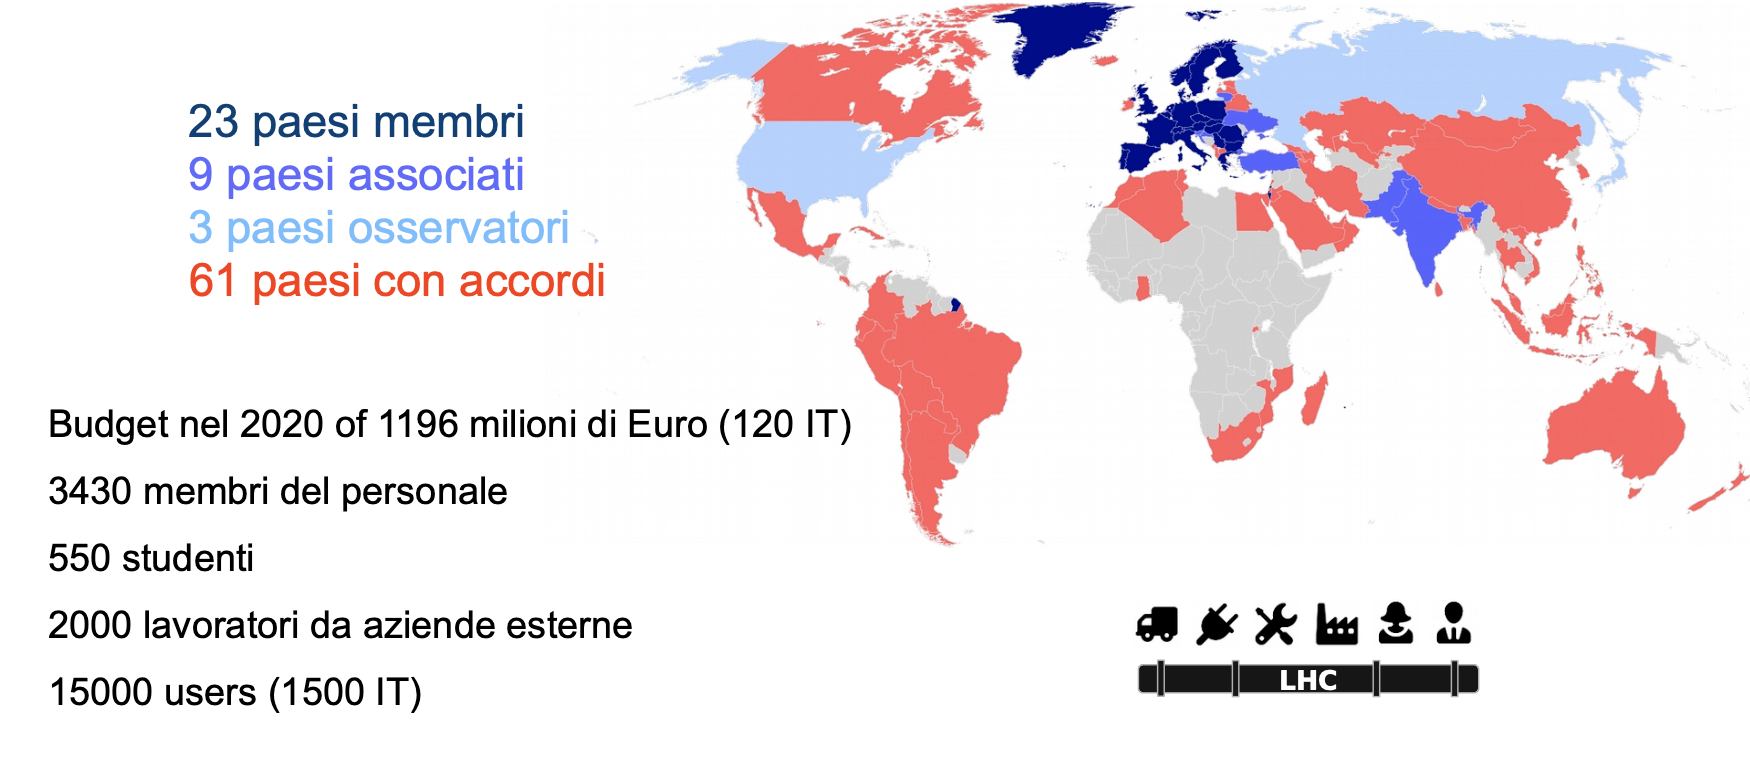 23 paesi membri
9 paesi associati
3 paesi osservatori
61 paesi con accordi
Budget nel 2020 of 1196 milioni di Euro (120 IT)
3430 membri del personale
550 studenti
2000 lavoratori da aziende esterne
15000 users (1500 IT)
LHC